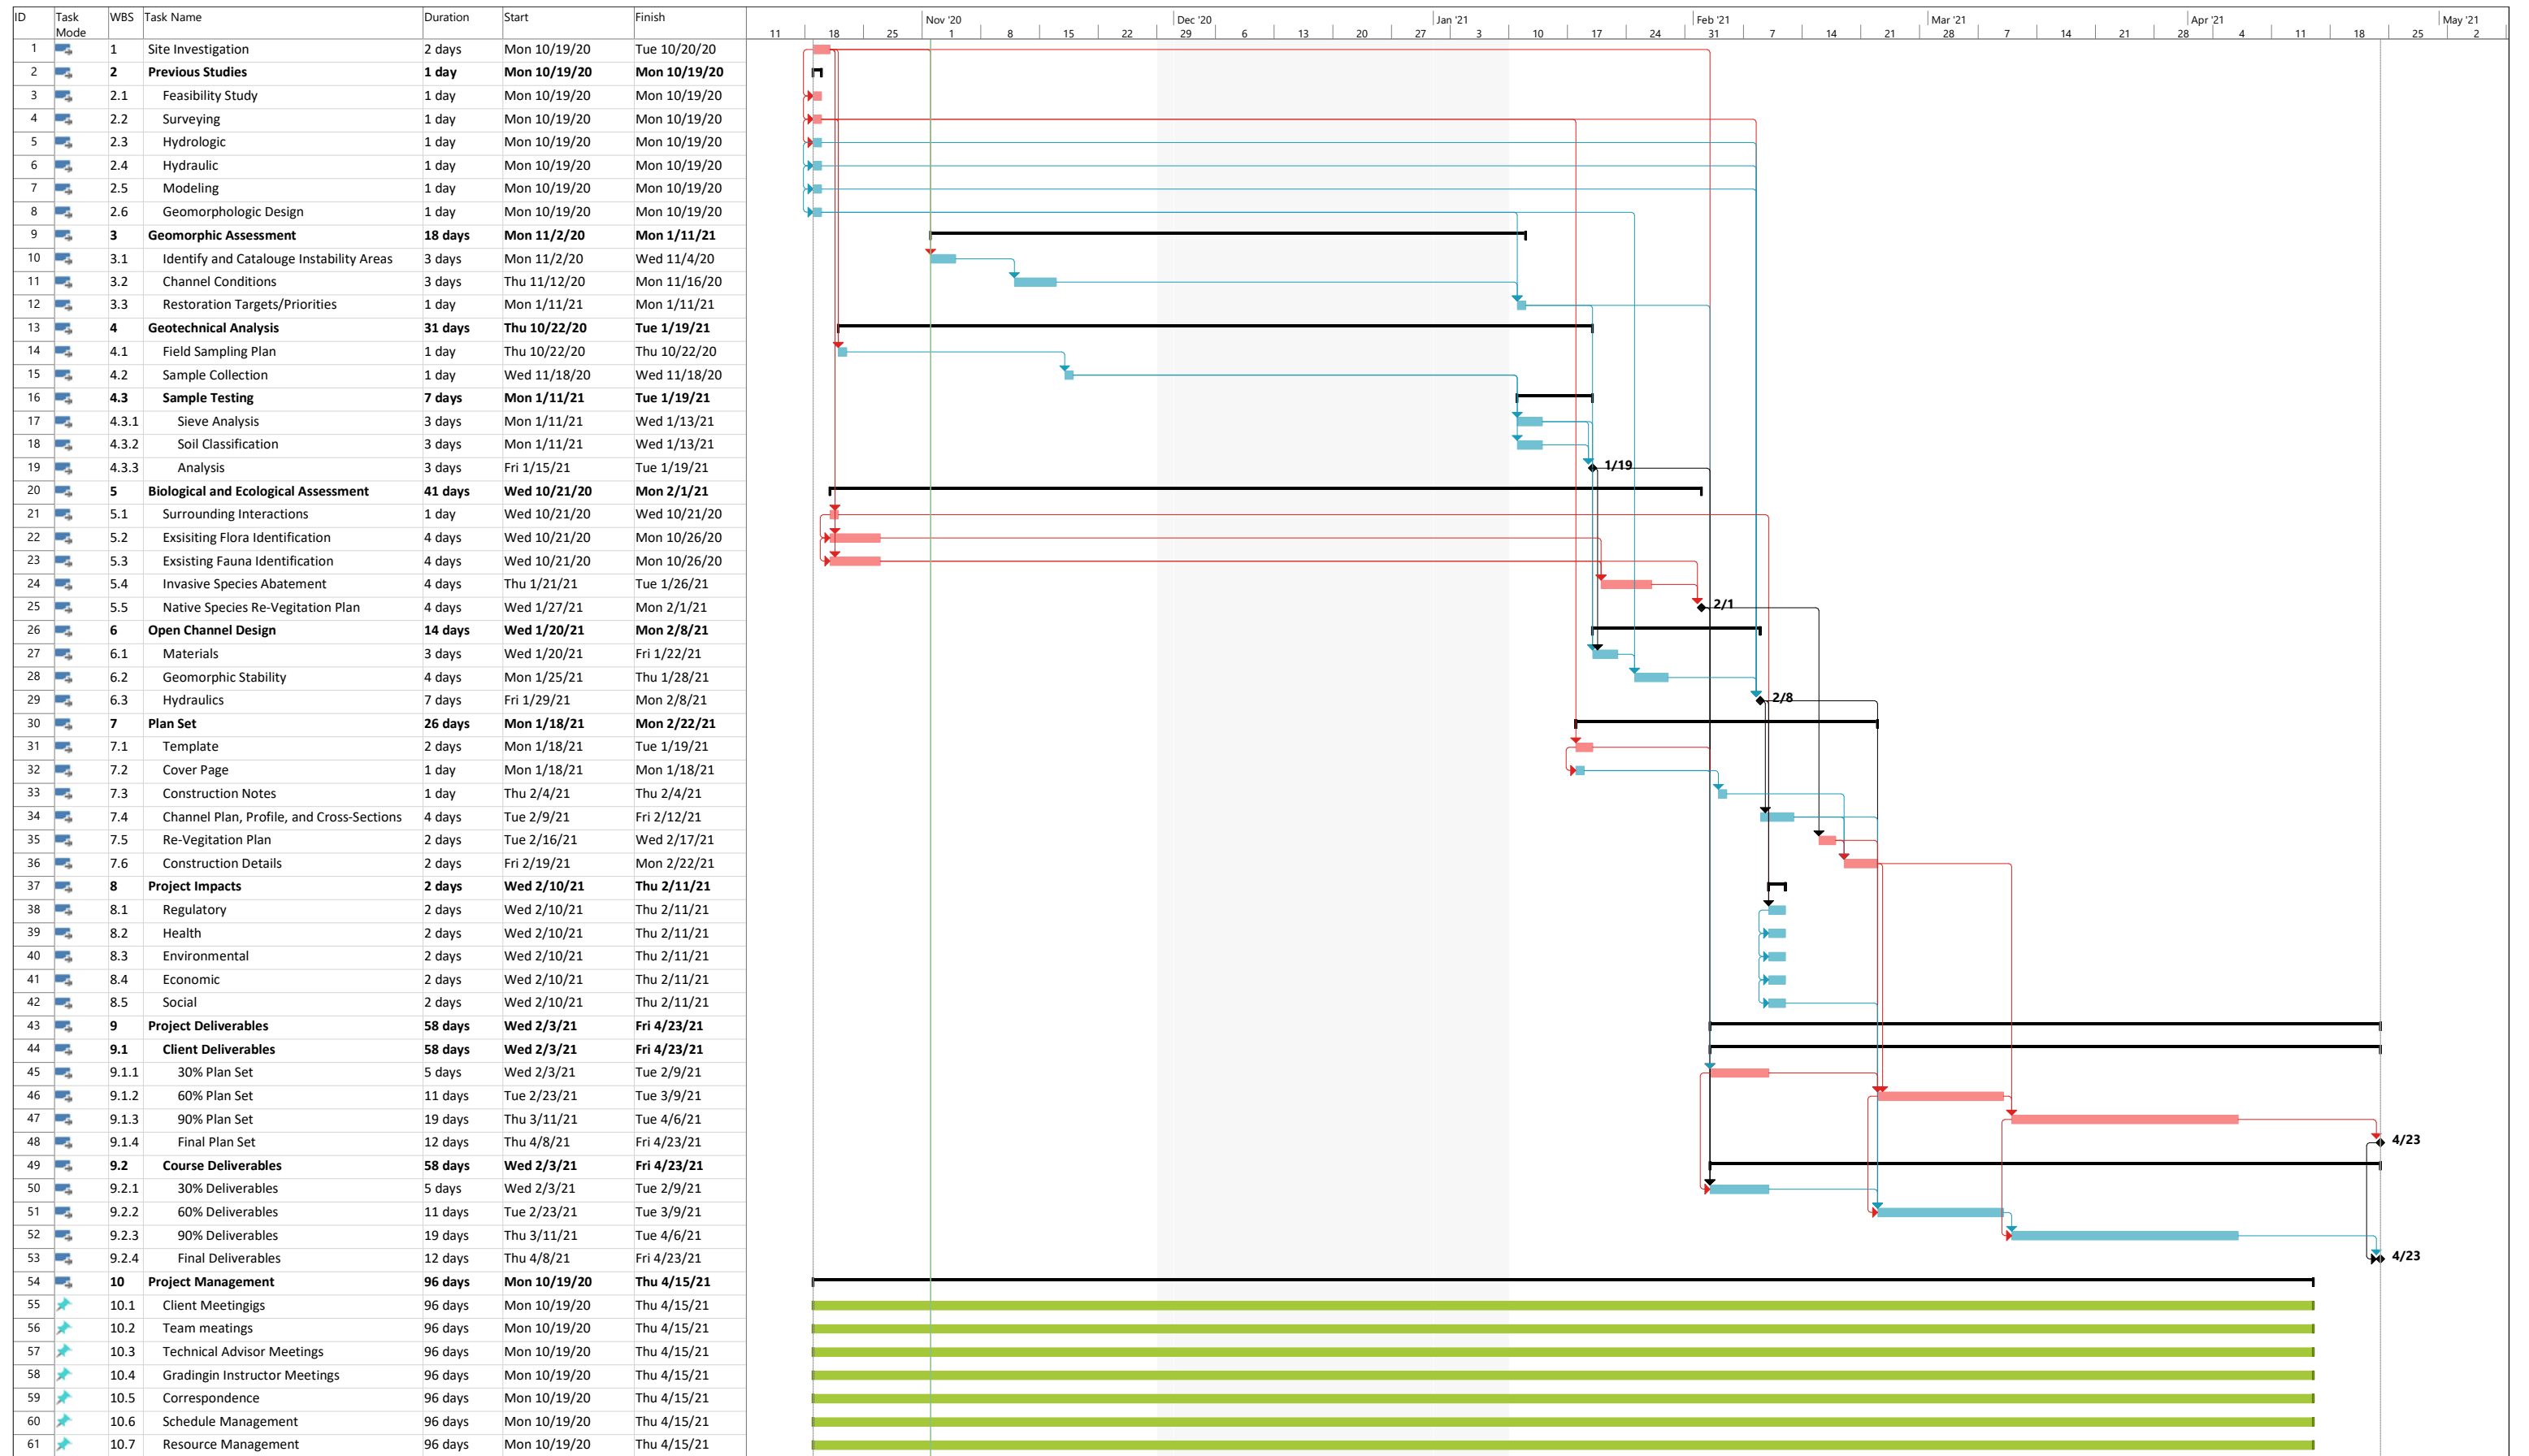 ID Task Mode WBS Task Name Duration Start Finish
Nov '20 Dec '20 Jan '21 Feb '21 Mar '21 Apr '21 May '21
11 18 25 1 8 15 22 29 6 13 20 27 3 10 17 24 31 7 14 21 28 7 14 21 28 4 11 18 25 2
1 1 Site Investigation 2 days Mon 10/19/20 Tue 10/20/20
2 2 Previous Studies 1 day Mon 10/19/20 Mon 10/19/20
3 2.1 Feasibility Study 1 day Mon 10/19/20 Mon 10/19/20
4 2.2 Surveying 1 day Mon 10/19/20 Mon 10/19/20
5 2.3 Hydrologic 1 day Mon 10/19/20 Mon 10/19/20
6 2.4 Hydraulic 1 day Mon 10/19/20 Mon 10/19/20
7 2.5 Modeling 1 day Mon 10/19/20 Mon 10/19/20
8 2.6 Geomorphologic Design 1 day Mon 10/19/20 Mon 10/19/20
9 3 Geomorphic Assessment 18 days Mon 11/2/20 Mon 1/11/21
10 3.1 Identify and Catalouge Instability Areas 3 days Mon 11/2/20 Wed 11/4/20
11 3.2 Channel Conditions 3 days Thu 11/12/20 Mon 11/16/20
12 3.3 Restoration Targets/Priorities 1 day Mon 1/11/21 Mon 1/11/21
13 4 Geotechnical Analysis 31 days Thu 10/22/20 Tue 1/19/21
14 4.1 Field Sampling Plan 1 day Thu 10/22/20 Thu 10/22/20
15 4.2 Sample Collection 1 day Wed 11/18/20 Wed 11/18/20
16 4.3 Sample Testing 7 days Mon 1/11/21 Tue 1/19/21
17 4.3.1 Sieve Analysis 3 days Mon 1/11/21 Wed 1/13/21
18 4.3.2 Soil Classification 3 days Mon 1/11/21 Wed 1/13/21
19 4.3.3 Analysis 3 days Fri 1/15/21 Tue 1/19/21 1/19
20 5 Biological and Ecological Assessment 41 days Wed 10/21/20 Mon 2/1/21
21 5.1 Surrounding Interactions 1 day Wed 10/21/20 Wed 10/21/20
22 5.2 Exsisiting Flora Identification 4 days Wed 10/21/20 Mon 10/26/20
23 5.3 Exsisting Fauna Identification 4 days Wed 10/21/20 Mon 10/26/20
24 5.4 Invasive Species Abatement 4 days Thu 1/21/21 Tue 1/26/21
25 5.5 Native Species Re-Vegitation Plan 4 days Wed 1/27/21 Mon 2/1/21 2/1
26 6 Open Channel Design 14 days Wed 1/20/21 Mon 2/8/21
27 6.1 Materials 3 days Wed 1/20/21 Fri 1/22/21
28 6.2 Geomorphic Stability 4 days Mon 1/25/21 Thu 1/28/21
29 6.3 Hydraulics 7 days Fri 1/29/21 Mon 2/8/21 2/8
30 7 Plan Set 26 days Mon 1/18/21 Mon 2/22/21
31 7.1 Template 2 days Mon 1/18/21 Tue 1/19/21
32 7.2 Cover Page 1 day Mon 1/18/21 Mon 1/18/21
33 7.3 Construction Notes 1 day Thu 2/4/21 Thu 2/4/21
34 7.4 Channel Plan, Profile, and Cross-Sections 4 days Tue 2/9/21 Fri 2/12/21
35 7.5 Re-Vegitation Plan 2 days Tue 2/16/21 Wed 2/17/21
36 7.6 Construction Details 2 days Fri 2/19/21 Mon 2/22/21
37 8 Project Impacts 2 days Wed 2/10/21 Thu 2/11/21
38 8.1 Regulatory 2 days Wed 2/10/21 Thu 2/11/21
39 8.2 Health 2 days Wed 2/10/21 Thu 2/11/21
40 8.3 Environmental 2 days Wed 2/10/21 Thu 2/11/21
41 8.4 Economic 2 days Wed 2/10/21 Thu 2/11/21
42 8.5 Social 2 days Wed 2/10/21 Thu 2/11/21
43 9 Project Deliverables 58 days Wed 2/3/21 Fri 4/23/21
44 9.1 Client Deliverables 58 days Wed 2/3/21 Fri 4/23/21
45 9.1.1 30% Plan Set 5 days Wed 2/3/21 Tue 2/9/21
46 9.1.2 60% Plan Set 11 days Tue 2/23/21 Tue 3/9/21
47 9.1.3 90% Plan Set 19 days Thu 3/11/21 Tue 4/6/21
48 9.1.4 Final Plan Set 12 days Thu 4/8/21 Fri 4/23/21 4/23
49 9.2 Course Deliverables 58 days Wed 2/3/21 Fri 4/23/21
50 9.2.1 30% Deliverables 5 days Wed 2/3/21 Tue 2/9/21
51 9.2.2 60% Deliverables 11 days Tue 2/23/21 Tue 3/9/21
52 9.2.3 90% Deliverables 19 days Thu 3/11/21 Tue 4/6/21
53 9.2.4 Final Deliverables 12 days Thu 4/8/21 Fri 4/23/21 4/23
54 10 Project Management 96 days Mon 10/19/20 Thu 4/15/21
55 10.1 Client Meetingigs 96 days Mon 10/19/20 Thu 4/15/21
56 10.2 Team meatings 96 days Mon 10/19/20 Thu 4/15/21
57 10.3 Technical Advisor Meetings 96 days Mon 10/19/20 Thu 4/15/21
58 10.4 Gradingin Instructor Meetings 96 days Mon 10/19/20 Thu 4/15/21
59 10.5 Correspondence 96 days Mon 10/19/20 Thu 4/15/21
60 10.6 Schedule Management 96 days Mon 10/19/20 Thu 4/15/21
61 10.7 Resource Management 96 days Mon 10/19/20 Thu 4/15/21